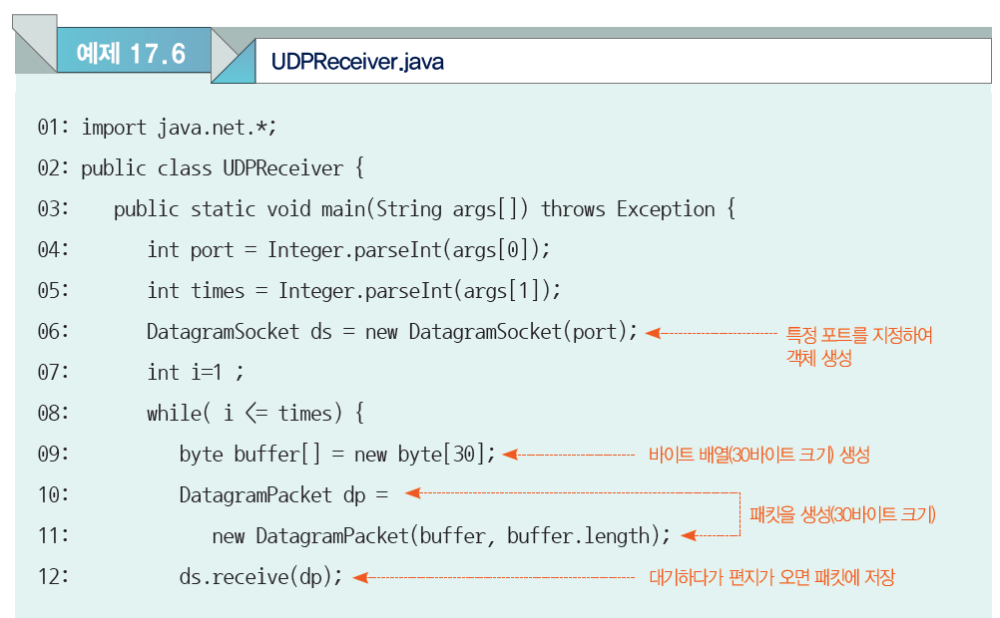 예제 17.6
UDPReceiver.java
01: import java.net.*;
02: public class UDPReceiver {
03: public static void main(String args[]) throws Exception {
04: int port = Integer.parseInt(args[0]);
05: int times = Integer.parseInt(args[1]);
06: DatagramSocket ds = new DatagramSocket(port);
특정 포트를 지정하여
객체 생성
07: int i=1 ;
08: while( i <= times) {
09: byte buffer[] = new byte[30];
바이트 배열(30바이트 크기) 생성
10: DatagramPacket dp =
패킷을 생성(30바이트 크기)
11: new DatagramPacket(buffer, buffer.length);
12: ds.receive(dp);
대기하다가 편지가 오면 패킷에 저장